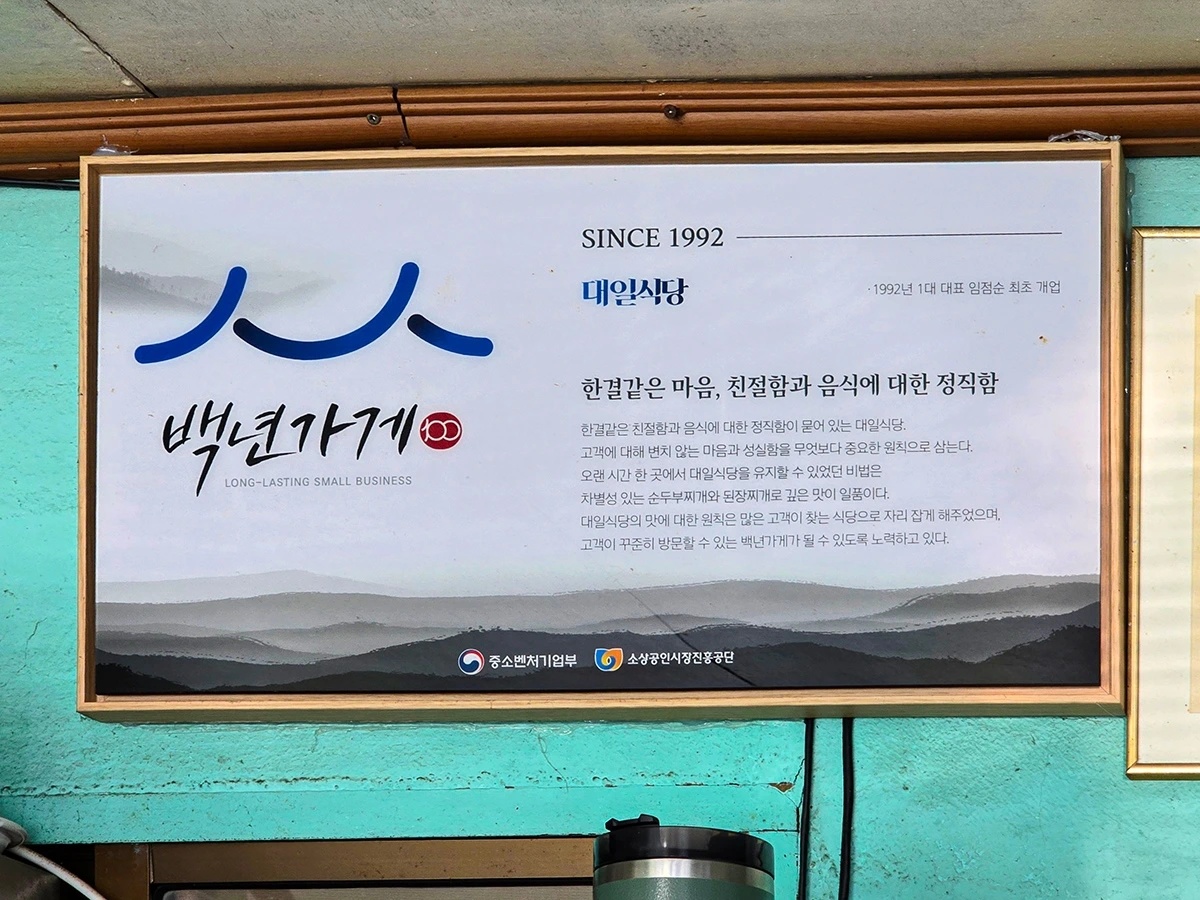 SINCE 1992
대일식당
·1992년 1대 대표 임점순 최초 개업
백년가게 100
LONG-LASTING SMALL BUSINESS
한결같은 마음, 친절함과 음식에 대한 정직함
한결같은 친절함과 음식에 대한 정직함이 묻어 있는 대일식당.
고객에 대해 변치 않는 마음과 성실함을 무엇보다 중요한 원칙으로 삼는다.
오랜 시간 한 곳에서 대일식당을 유지할 수 있었던 비법은
차별성 있는 순두부찌개와 된장찌개로 깊은 맛이 일품이다.
대일식당의 맛에 대한 원칙은 많은 고객이 찾는 식당으로 자리 잡게 해주었으며,
고객이 꾸준히 방문할 수 있는 백년가게가 될 수 있도록 노력하고 있다.
중소벤처기업부 소상공인시장진흥공단